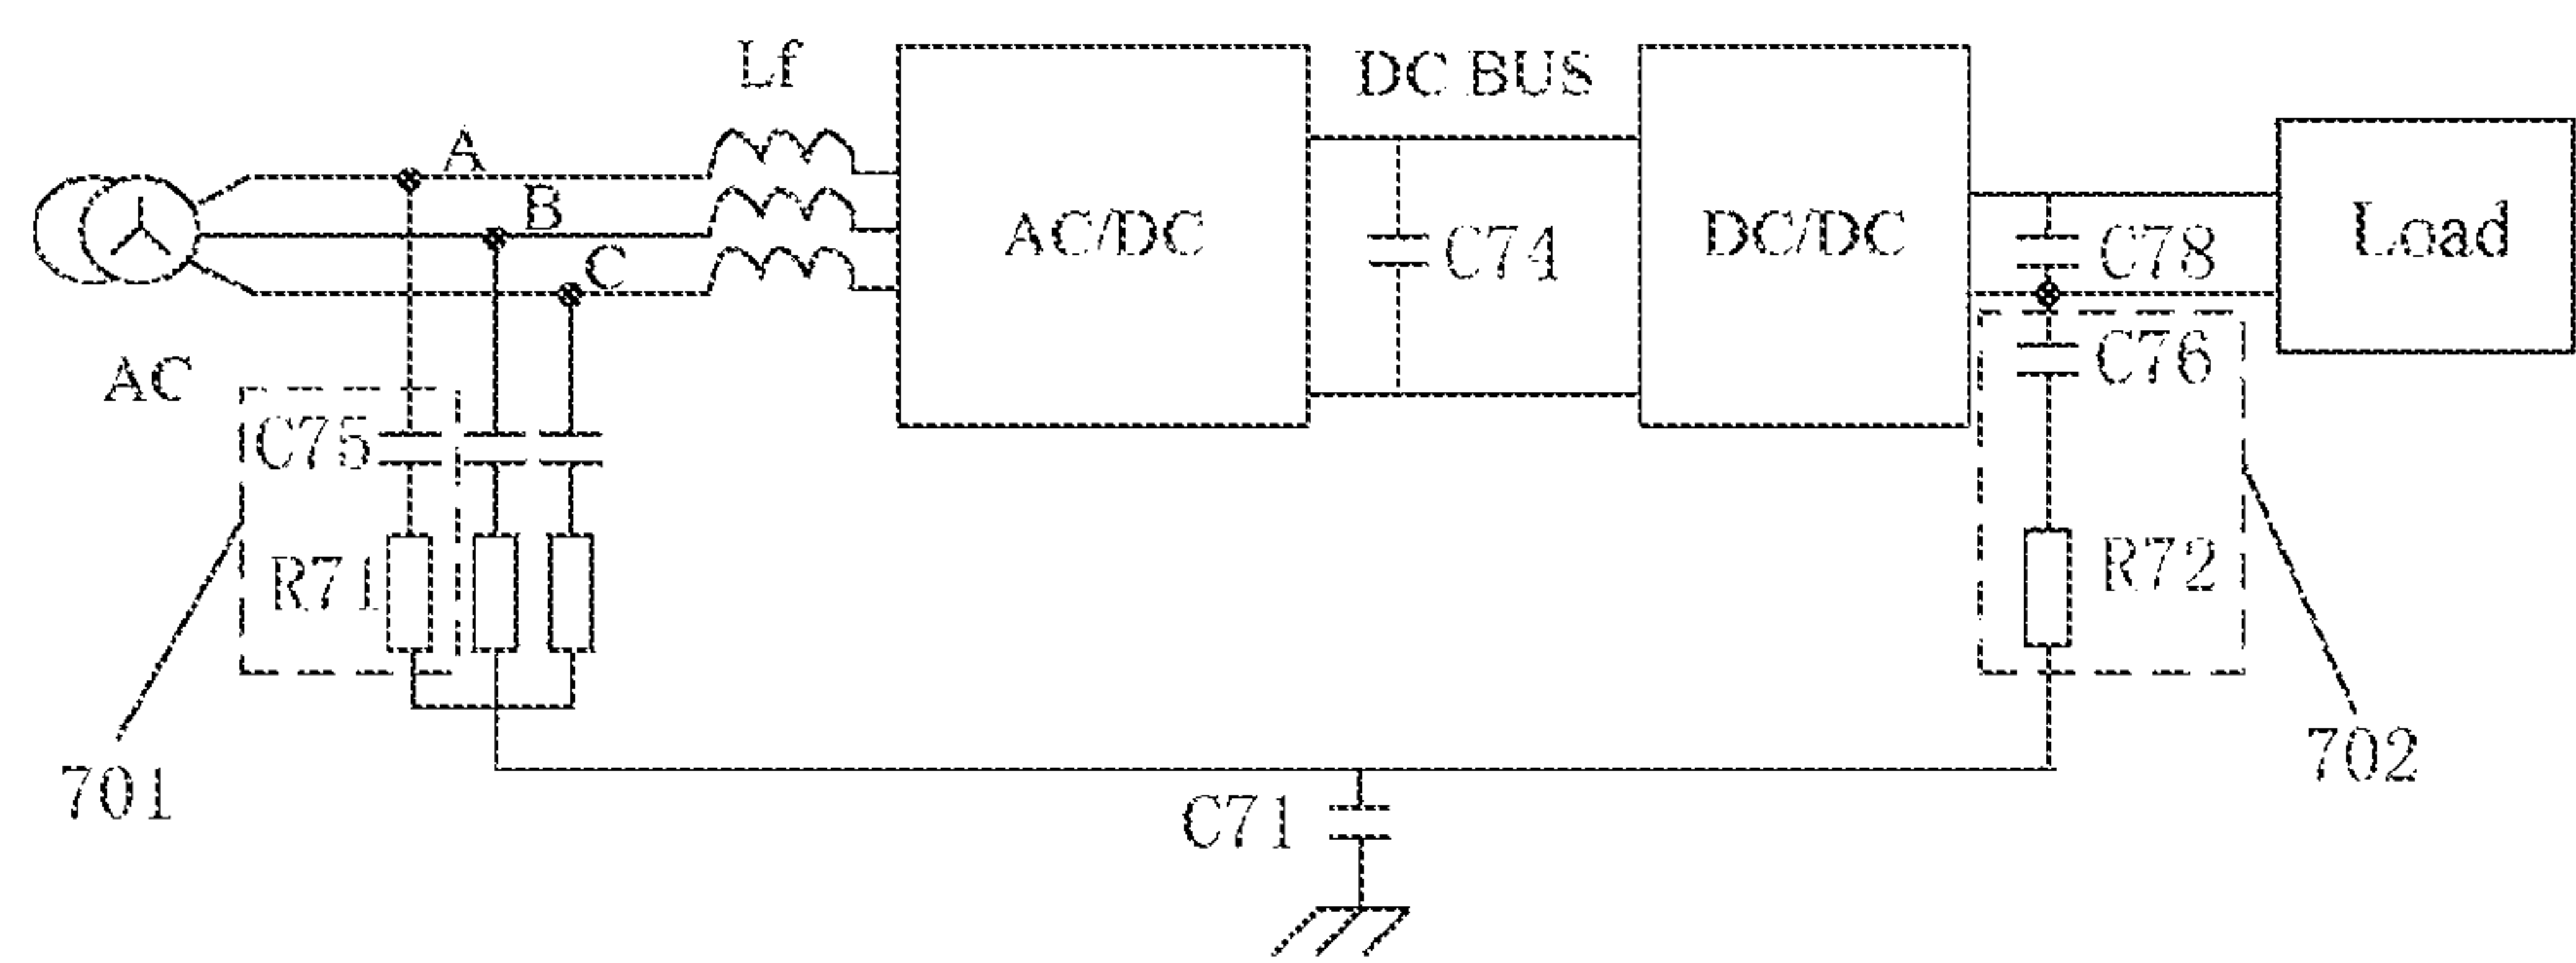 Lf
DC BUS
A
B
C
AC/DC
C74
DC/DC
C78
Load
AC
C76
C75
R71
R72
701
702
C71